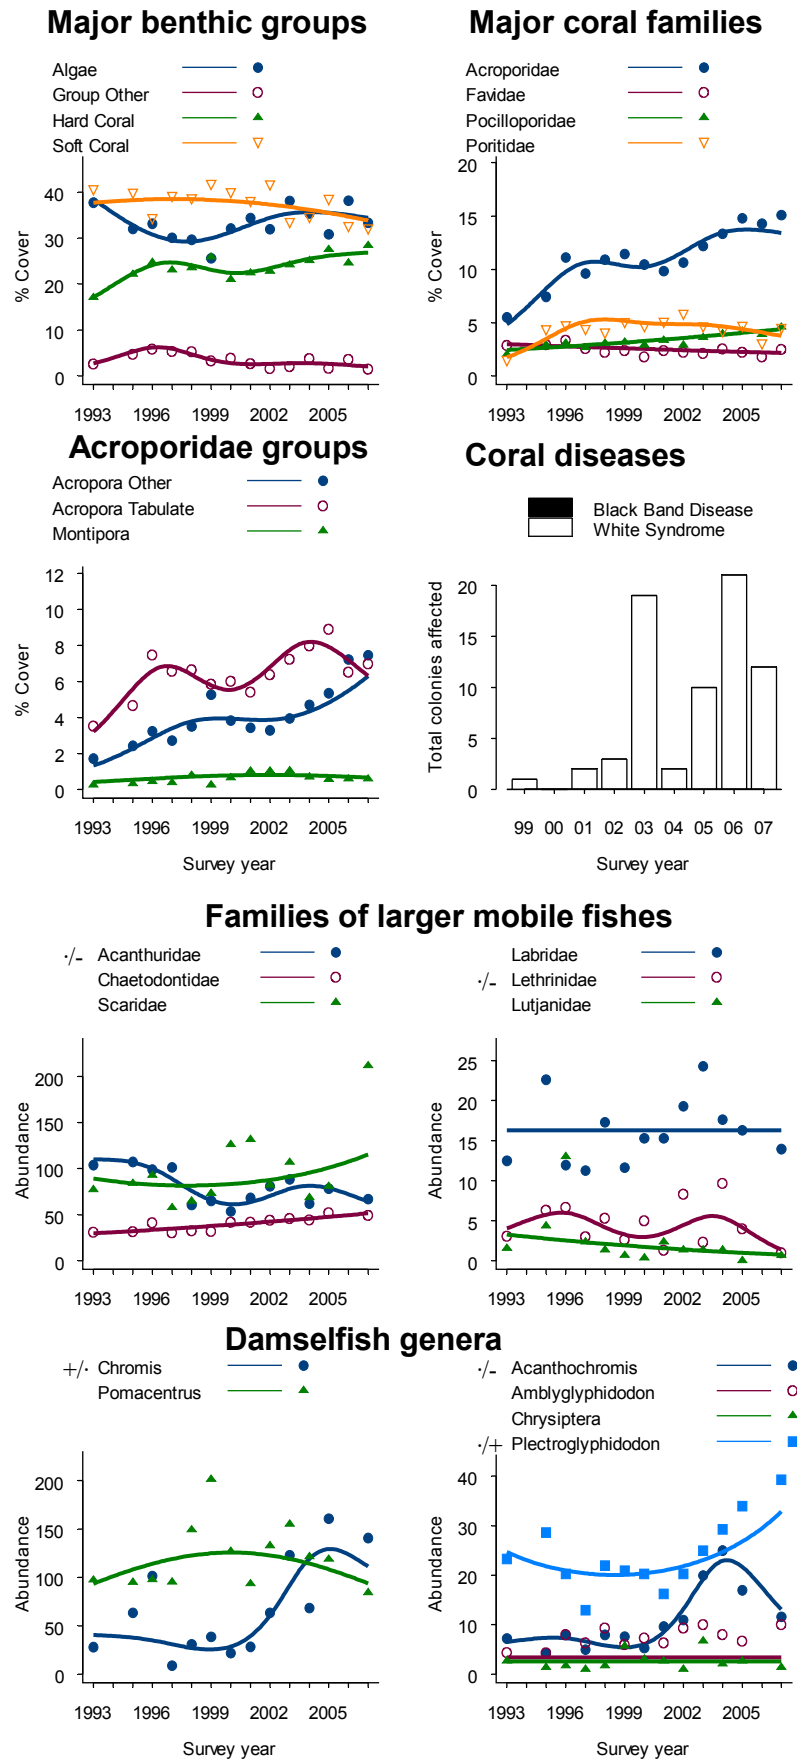 Major benthic groups
Algae
Group Other
Hard Coral
Soft Coral
% Cover
40
30
20
10
0
1993 1996 1999 2002 2005
Major coral families
Acroporidae
Favidae
Pocilloporidae
Poritidae
% Cover
20
15
10
5
0
1993 1996 1999 2002 2005
Acroporidae groups
Acropora Other
Acropora Tabulate
Montipora
% Cover
12
10
8
6
4
2
0
1993 1996 1999 2002 2005
Survey year
Coral diseases
Black Band Disease
White Syndrome
Total colonies affected
20
15
10
5
0
99 00 01 02 03 04 05 06 07
Survey year
Families of larger mobile fishes
·/- Acanthuridae
Chaetodontidae
Scaridae
Abundance
200
150
100
50
0
1993 1996 1999 2002 2005
Labridae
·/- Lethrinidae
Lutjanidae
Abundance
25
20
15
10
5
0
1993 1996 1999 2002 2005
Damselfish genera
+/· Chromis
Pomacentrus
Abundance
200
150
100
50
0
1993 1996 1999 2002 2005
Survey year
·/- Acanthochromis
Amblyglyphidodon
Chrysiptera
·/+ Plectroglyphidodon
Abundance
40
30
20
10
0
1993 1996 1999 2002 2005
Survey year